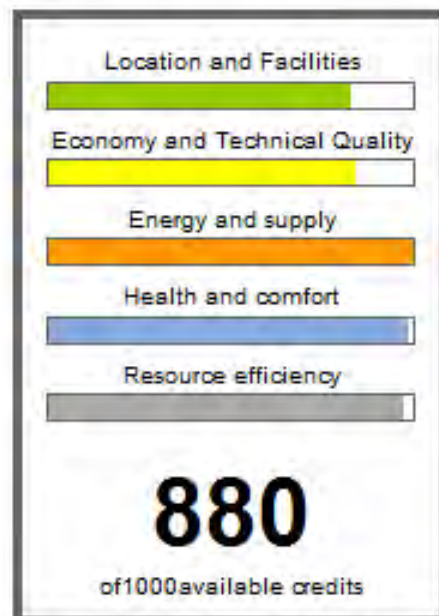 Location and Facilities
Economy and Technical Quality
Energy and supply
Health and comfort
Resource efficiency
880
of1000available credits